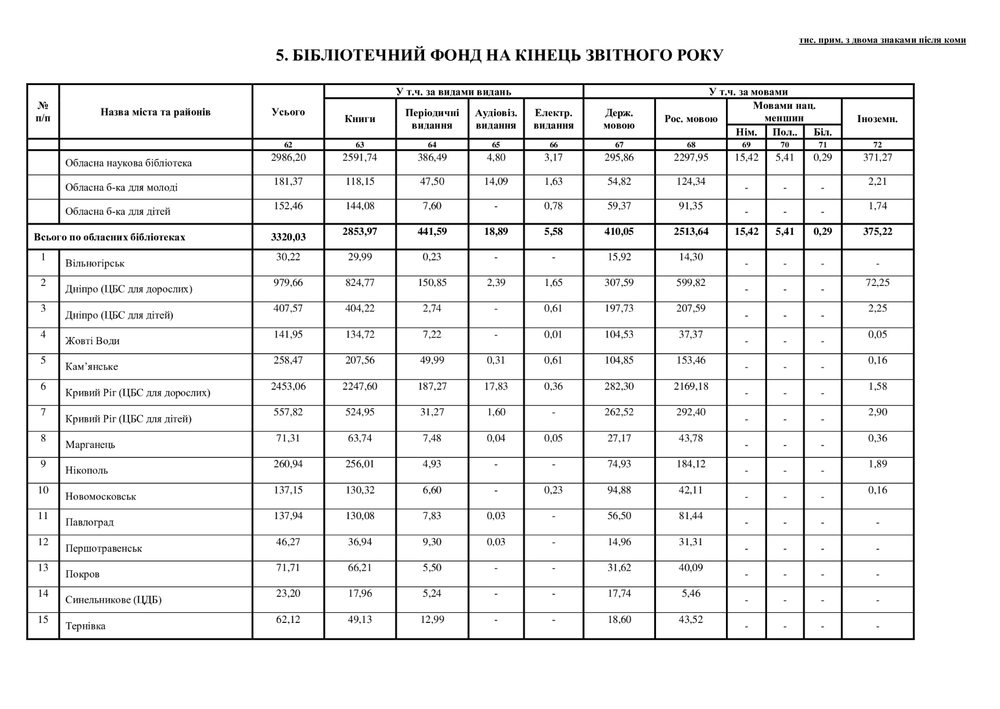 тис. прим. з двома знаками після коми
5. БІБЛІОТЕЧНИЙ ФОНД НА КІНЕЦЬ ЗВІТНОГО РОКУ
№ п/п Назва міста та районів Усього У т.ч. за видами видань У т.ч. за мовами
Книги Періодичні видання Аудіовіз. видання Електр. видання Держ. мовою Рос. мовою Мовами нац. меншин Іноземн.
Нім. Пол.. Біл.
62 63 64 65 66 67 68 69 70 71 72
Обласна наукова бібліотека 2986,20 2591,74 386,49 4,80 3,17 295,86 2297,95 15,42 5,41 0,29 371,27
Обласна б-ка для молоді 181,37 118,15 47,50 14,09 1,63 54,82 124,34 - - - 2,21
Обласна б-ка для дітей 152,46 144,08 7,60 - 0,78 59,37 91,35 - - - 1,74
Всього по обласних бібліотеках 3320,03 2853,97 441,59 18,89 5,58 410,05 2513,64 15,42 5,41 0,29 375,22
1 Вільногірськ 30,22 29,99 0,23 - - 15,92 14,30 - - - -
2 Дніпро (ЦБС для дорослих) 979,66 824,77 150,85 2,39 1,65 307,59 599,82 - - - 72,25
3 Дніпро (ЦБС для дітей) 407,57 404,22 2,74 - 0,61 197,73 207,59 - - - 2,25
4 Жовті Води 141,95 134,72 7,22 - 0,01 104,53 37,37 - - - 0,05
5 Кам’янське 258,47 207,56 49,99 0,31 0,61 104,85 153,46 - - - 0,16
6 Кривий Ріг (ЦБС для дорослих) 2453,06 2247,60 187,27 17,83 0,36 282,30 2169,18 - - - 1,58
7 Кривий Ріг (ЦБС для дітей) 557,82 524,95 31,27 1,60 - 262,52 292,40 - - - 2,90
8 Марганець 71,31 63,74 7,48 0,04 0,05 27,17 43,78 - - - 0,36
9 Нікополь 260,94 256,01 4,93 - - 74,93 184,12 - - - 1,89
10 Новомосковськ 137,15 130,32 6,60 - 0,23 94,88 42,11 - - - 0,16
11 Павлоград 137,94 130,08 7,83 0,03 - 56,50 81,44 - - - -
12 Першотравенськ 46,27 36,94 9,30 0,03 - 14,96 31,31 - - - -
13 Покров 71,71 66,21 5,50 - - 31,62 40,09 - - - -
14 Синельникове (ЦДБ) 23,20 17,96 5,24 - - 17,74 5,46 - - - -
15 Тернівка 62,12 49,13 12,99 - - 18,60 43,52 - - - -